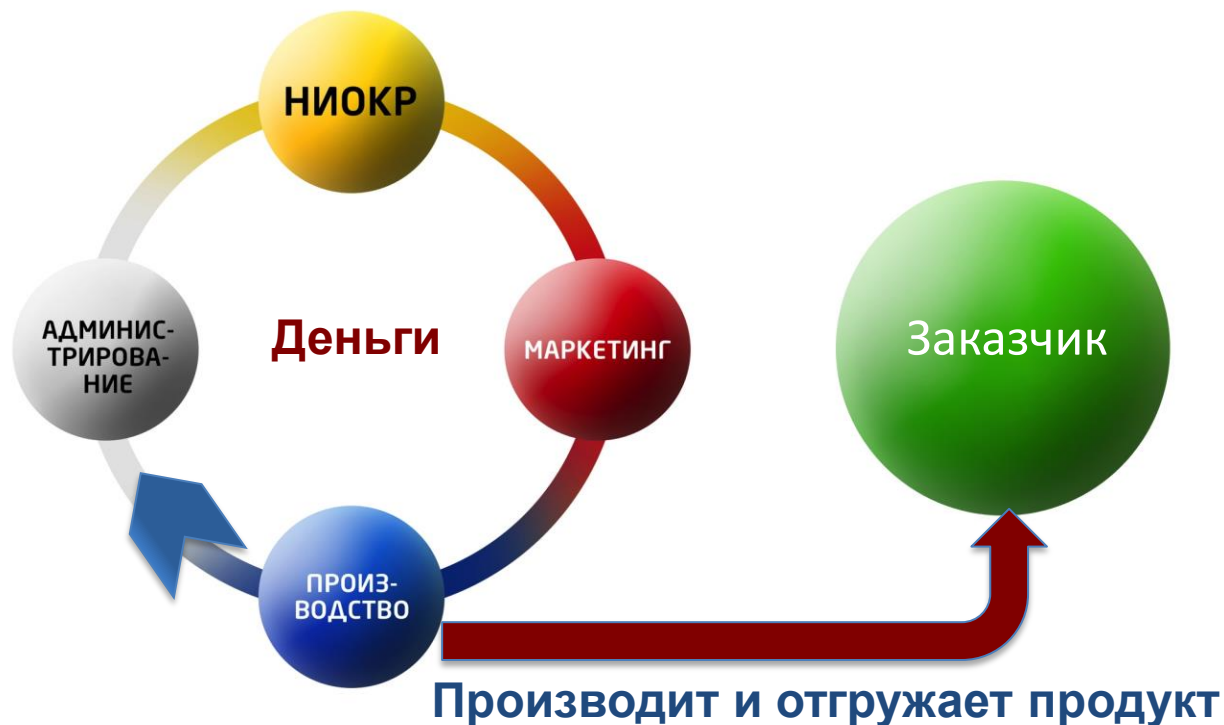 НИОКР
АДМИНИС-
ТРИРОВА-
НИЕ
Деньги
МАРКЕТИНГ
Заказчик
ПРОИЗ-
ВОДСТВО
Производит и отгружает продукт